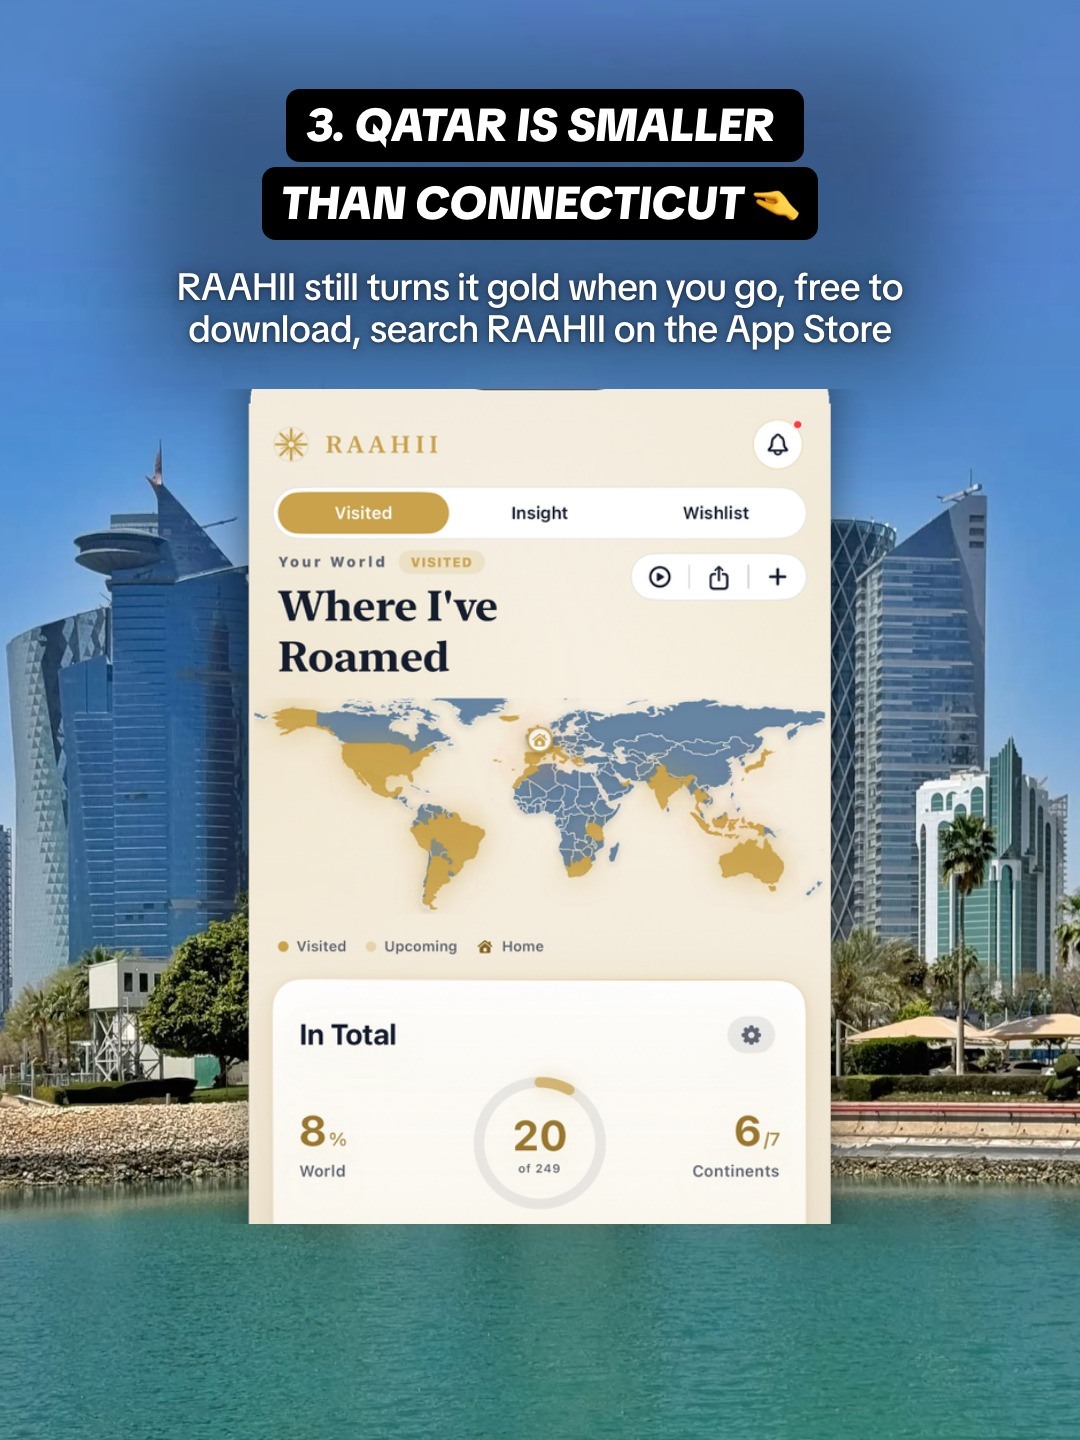 3. QATAR IS SMALLER
THAN CONNECTICUT 🫱
RAAHII still turns it gold when you go, free to
download, search RAAHII on the App Store
RAAHII
Visited Insight Wishlist
Your World VISITED
Where I've
Roamed
Visited Upcoming Home
In Total
8% 20 6/7
World of 249 Continents